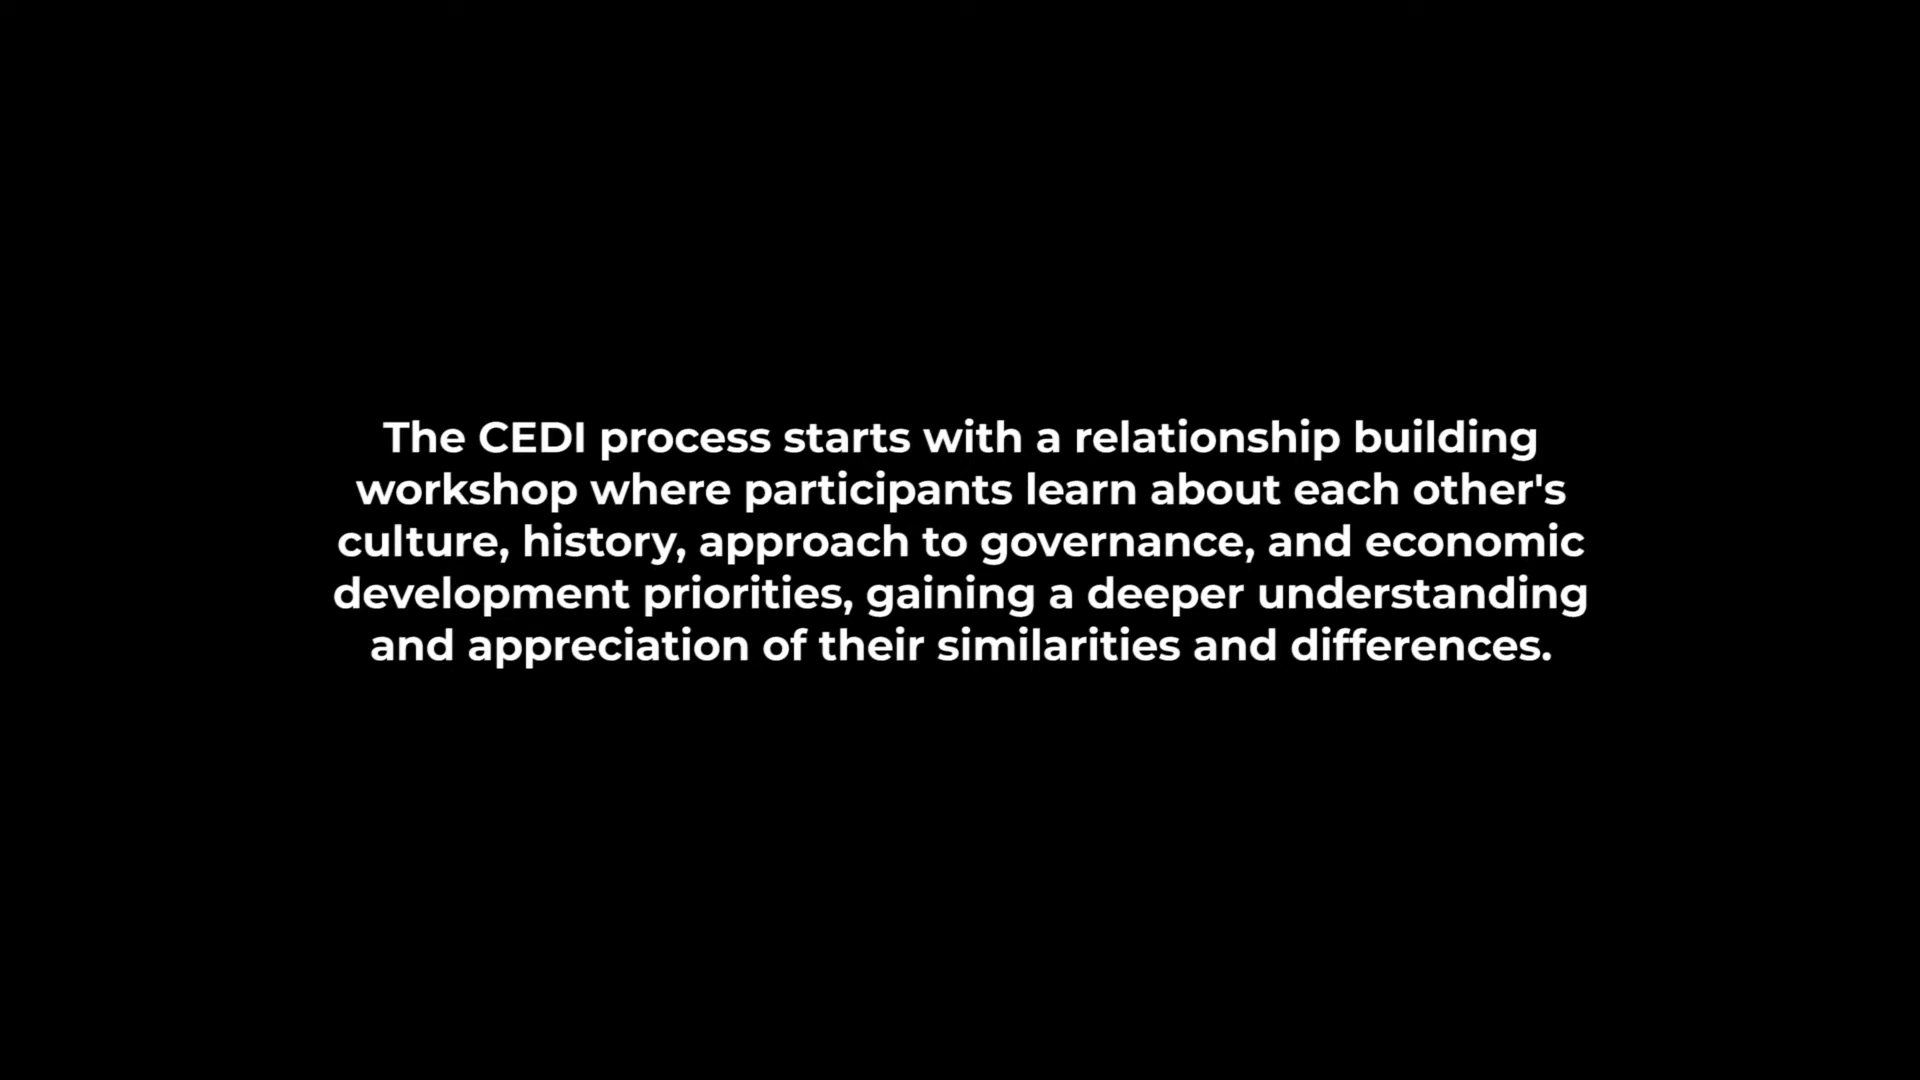 The CEDI process starts with a relationship building
workshop where participants learn about each other's
culture, history, approach to governance, and economic
development priorities, gaining a deeper understanding
and appreciation of their similarities and differences.